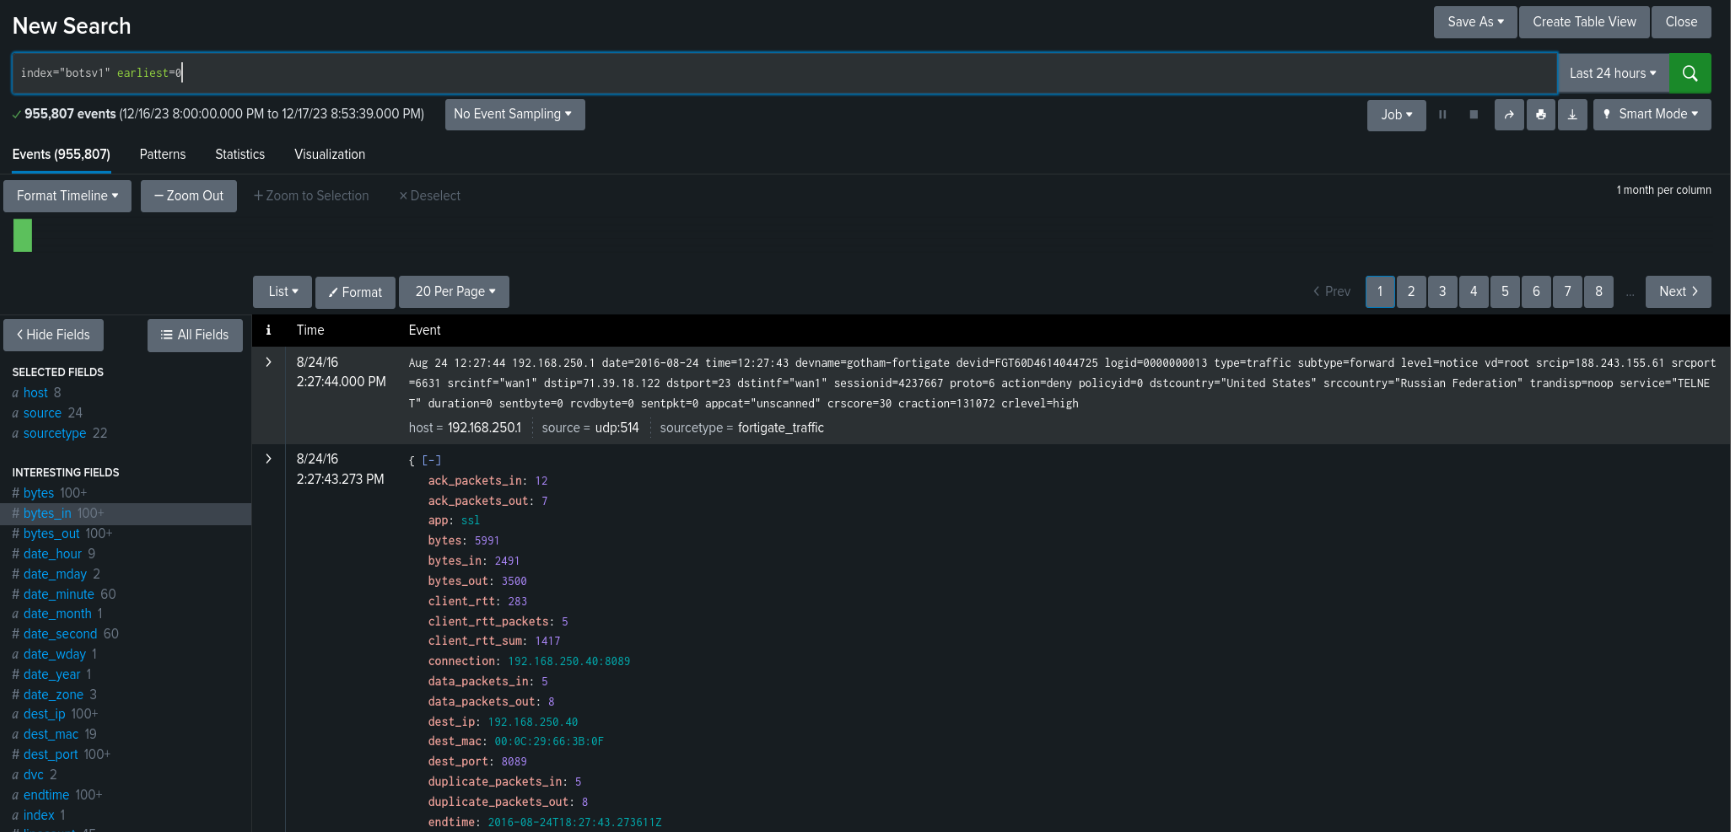 New Search
Save As
Create Table View
Close
index="botsv1" earliest=0
Last 24 hours
955,807 events (12/16/23 8:00:00.000 PM to 12/17/23 8:53:39.000 PM)
No Event Sampling
Job
Smart Mode
Events (955,807)
Patterns
Statistics
Visualization
Format Timeline
– Zoom Out
+ Zoom to Selection
× Deselect
1 month per column
List
Format
20 Per Page
< Prev
1 2 3 4 5 6 7 8 ... Next >
< Hide Fields
All Fields
SELECTED FIELDS
a host 8
a source 24
a sourcetype 22
INTERESTING FIELDS
# bytes 100+
# bytes_in 100+
# bytes_out 100+
# date_hour 9
# date_mday 2
# date_minute 60
a date_month 1
# date_second 60
a date_wday 1
# date_year 1
# date_zone 3
a dest_ip 100+
a dest_mac 19
# dest_port 100+
a dvc 2
a endtime 100+
a index 1
i Time Event
> 8/24/16
2:27:44.000 PM
Aug 24 12:27:44 192.168.250.1 date=2016-08-24 time=12:27:43 devname=gotham-fortigate devid=FGT60D4614044725 logid=0000000013 type=traffic subtype=forward level=notice vd=root srcip=188.243.155.61 srcport
=6631 srcintf="wan1" dstip=71.39.18.122 dstport=23 dstintf="wan1" sessionid=4237667 proto=6 action=deny policyid=0 dstcountry="United States" srccountry="Russian Federation" trandisp=noop service="TELNE
T" duration=0 sentbyte=0 rcvdbyte=0 sentpkt=0 appcat="unscanned" crscore=30 craction=131072 crlevel=high
host = 192.168.250.1 source = udp:514 sourcetype = fortigate_traffic
> 8/24/16
2:27:43.273 PM
{ [-]
ack_packets_in: 12
ack_packets_out: 7
app: ssl
bytes: 5991
bytes_in: 2491
bytes_out: 3500
client_rtt: 283
client_rtt_packets: 5
client_rtt_sum: 1417
connection: 192.168.250.40:8089
data_packets_in: 5
data_packets_out: 8
dest_ip: 192.168.250.40
dest_mac: 00:0C:29:66:3B:0F
dest_port: 8089
duplicate_packets_in: 5
duplicate_packets_out: 8
endtime: 2016-08-24T18:27:43.273611Z